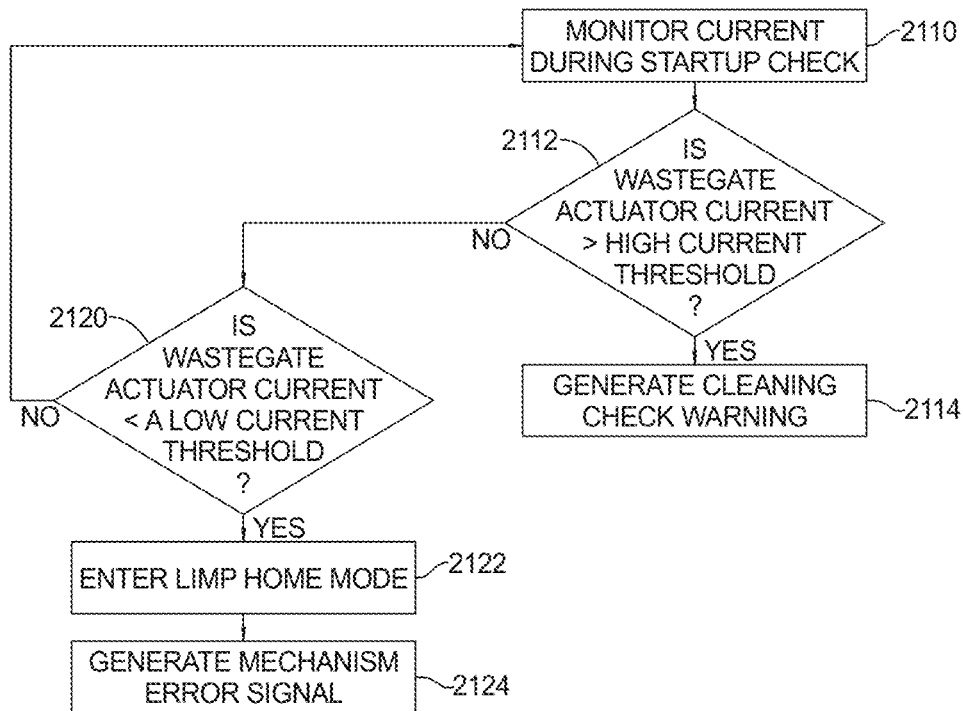 MONITOR CURRENT
DURING STARTUP CHECK
2110
2112
IS
WASTEGATE
ACTUATOR CURRENT
> HIGH CURRENT
THRESHOLD
?
NO
YES
GENERATE CLEANING
CHECK WARNING
2114
2120
IS
WASTEGATE
ACTUATOR CURRENT
< A LOW CURRENT
THRESHOLD
?
NO
YES
ENTER LIMP HOME MODE
2122
GENERATE MECHANISM
ERROR SIGNAL
2124